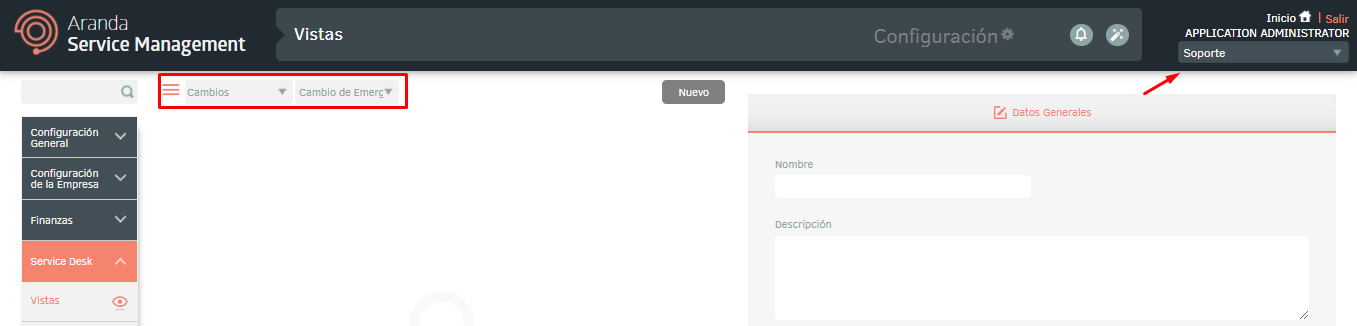 Aranda
Service Management
Vistas
Configuración
Inicio | Salir
APPLICATION ADMINISTRATOR
Soporte
Cambios
Cambio de Emerg
Nuevo
Datos Generales
Configuración
General
Configuración
de la Empresa
Finanzas
Service Desk
Vistas
Nombre
Descripción